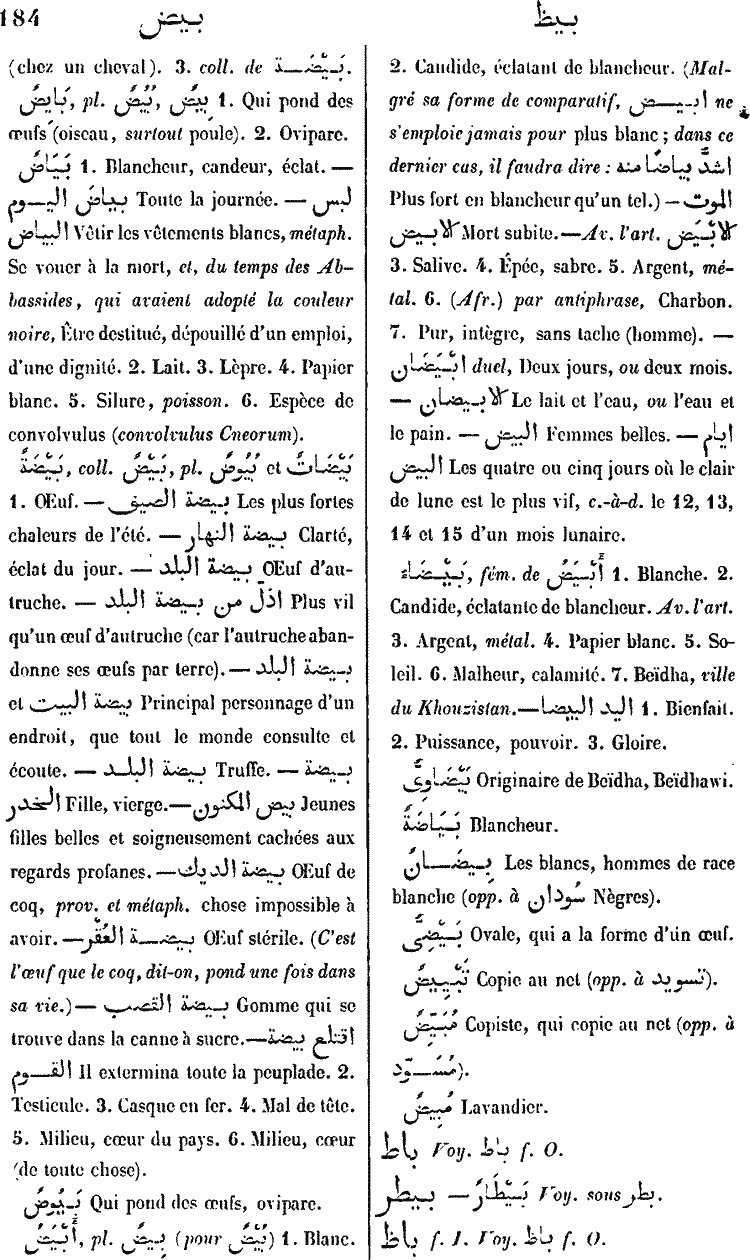 184 بيض بيظ
(chez un cheval). 3. coll. de بَيْضَة.
بَايِضٌ, pl. بُيُضٌ, بِيضٌ 1. Qui pond des
œufs (oiseau, surtout poule). 2. Ovipare.
بَيَاضٌ 1. Blancheur, candeur, éclat. —
بياض اليوم Toute la journée. — لبس
البياض Vêtir les vêtements blancs, métaph.
Se vouer à la mort, et, du temps des Ab-
bassides, qui avaient adopté la couleur
noire, Être destitué, dépouillé d'un emploi,
d'une dignité. 2. Lait. 3. Lèpre. 4. Papier
blanc. 5. Silure, poisson. 6. Espèce de
convolvulus (convolvulus Cneorum).
بَيْضَةٌ, coll. بَيْضٌ, pl. بُيُوضٌ et بَيْضَاتٌ
1. Œuf. — بيضة الصيف Les plus fortes
chaleurs de l'été. — بيضة النهار Clarté,
éclat du jour. — بيضة البلد Œuf d'au-
truche. — اذلّ من بيضة البلد Plus vil
qu'un œuf d'autruche (car l'autruche aban-
donne ses œufs par terre). — بيضة البلد
et بيضة البيت Principal personnage d'un
endroit, que tout le monde consulte et
écoute. — بيضة البلد Truffe. — بيضة
الخدر Fille, vierge. — بيض المكنون Jeunes
filles belles et soigneusement cachées aux
regards profanes. — بيضة الديك Œuf de
coq, prov. et métaph. chose impossible à
avoir. — بيضة العُقْر Œuf stérile. (C'est
l'œuf que le coq, dit-on, pond une fois dans
sa vie.) — بيضة القصب Gomme qui se
trouve dans la canne à sucre. — اقتلع بيضة
القوم Il extermina toute la peuplade. 2.
Testicule. 3. Casque en fer. 4. Mal de tête.
5. Milieu, cœur du pays. 6. Milieu, cœur
(de toute chose).
بَيُوضٌ Qui pond des œufs, ovipare.
أَبْيَضُ, pl. بِيضٌ (pour بُيْضٌ) 1. Blanc.
2. Candide, éclatant de blancheur. (Mal-
gré sa forme de comparatif, ابيض ne
s'emploie jamais pour plus blanc; dans ce
dernier cas, il faudra dire : اشدّ بياضا منه
Plus fort en blancheur qu'un tel.) — الموت
الابيض Mort subite. — Av. l'art. الابْيَض
3. Salive. 4. Épée, sabre. 5. Argent, mé-
tal. 6. (Afr.) par antiphrase, Charbon.
7. Pur, intègre, sans tache (homme). —
ابْيَضَان duel, Deux jours, ou deux mois.
— الابيضان Le lait et l'eau, ou l'eau et
le pain. — البيض Femmes belles. — ايام
البيض Les quatre ou cinq jours où le clair
de lune est le plus vif, c.-à-d. le 12, 13,
14 et 15 d'un mois lunaire.
بَيْضَاءُ, fém. de أَبْيَضُ 1. Blanche. 2.
Candide, éclatante de blancheur. Av. l'art.
3. Argent, métal. 4. Papier blanc. 5. So-
leil. 6. Malheur, calamité. 7. Beïdha, ville
du Khouzistan. — اليد البيضا 1. Bienfait.
2. Puissance, pouvoir. 3. Gloire.
بَيْضَاوِيٌّ Originaire de Beïdha, Beïdhawi.
بَيَاضَةٌ Blancheur.
بِيضَانٌ Les blancs, hommes de race
blanche (opp. à سُودان Nègres).
بَيْضِيٌّ Ovale, qui a la forme d'un œuf.
تَبْيِيضٌ Copie au net (opp. à تسويد).
مُبَيِّضٌ Copiste, qui copie au net (opp. à
مُسَوِّد).
مُبِيضٌ Lavandier.
باط Voy. باط f. O.
بيطر — بَيْطَارٌ Voy. sous بطر.
باظ f. I. Voy. باظ f. O.